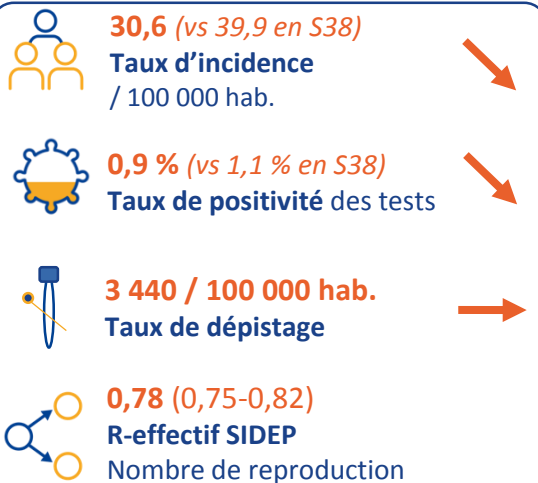 30,6 (vs 39,9 en S38)
Taux d'incidence
/ 100 000 hab.
0,9 % (vs 1,1 % en S38)
Taux de positivité des tests
3 440 / 100 000 hab.
Taux de dépistage
0,78 (0,75-0,82)
R-effectif SIDEP
Nombre de reproduction